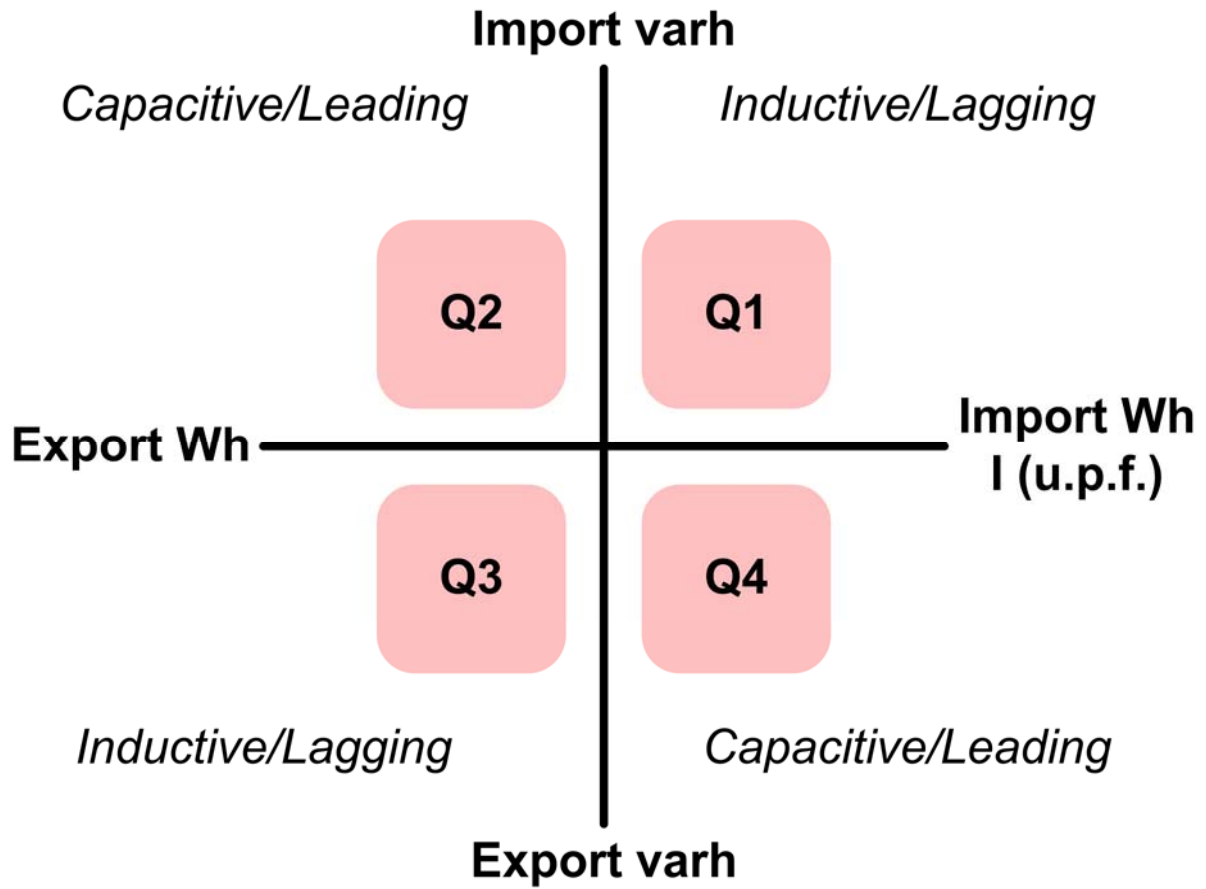 Import varh
Capacitive/Leading
Inductive/Lagging
Q2
Q1
Export Wh
Import Wh
I (u.p.f.)
Q3
Q4
Inductive/Lagging
Capacitive/Leading
Export varh